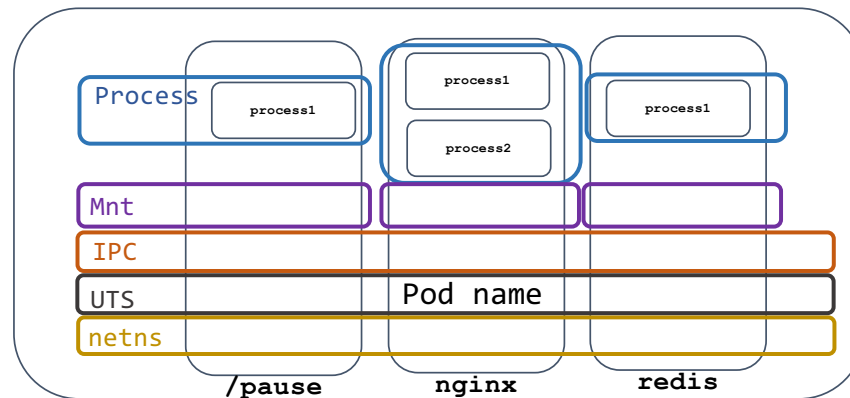 Process
process1
process1
process2
process1
Mnt
IPC
UTS
Pod name
netns
/pause
nginx
redis